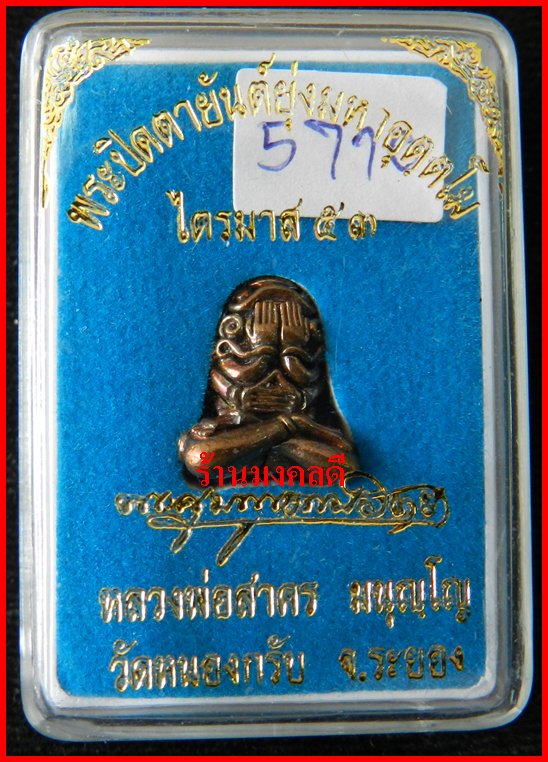 พระปิดตายันต์ยุ่งมหาอุตฺตโม
577
ไตรมาส ๕๓
ร้านมงคลดี
หลวงพ่อสาคร มนุญฺโญ
วัดหนองกรับ จ.ระยอง